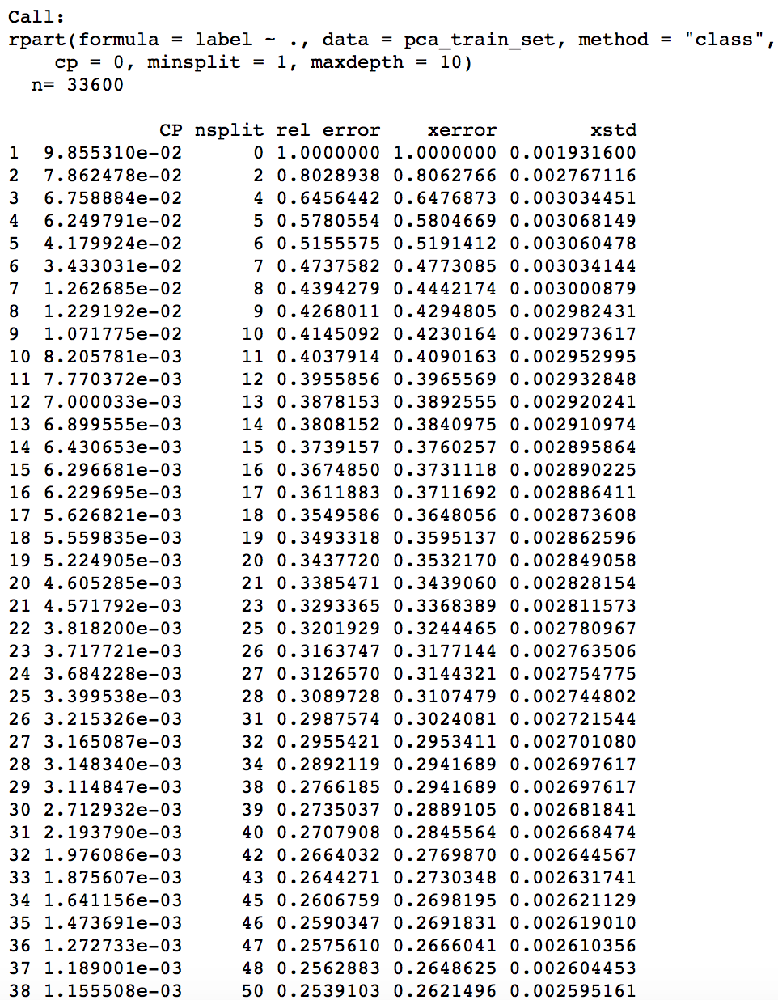 Call:
rpart(formula = label ~ ., data = pca_train_set, method = "class",
    cp = 0, minsplit = 1, maxdepth = 10)
  n= 33600

             CP nsplit rel error    xerror        xstd
1  9.855310e-02      0 1.0000000 1.0000000 0.001931600
2  7.862478e-02      2 0.8028938 0.8062766 0.002767116
3  6.758884e-02      4 0.6456442 0.6476873 0.003034451
4  6.249791e-02      5 0.5780554 0.5804669 0.003068149
5  4.179924e-02      6 0.5155575 0.5191412 0.003060478
6  3.433031e-02      7 0.4737582 0.4773085 0.003034144
7  1.262685e-02      8 0.4394279 0.4442174 0.003000879
8  1.229192e-02      9 0.4268011 0.4294805 0.002982431
9  1.071775e-02     10 0.4145092 0.4230164 0.002973617
10 8.205781e-03     11 0.4037914 0.4090163 0.002952995
11 7.770372e-03     12 0.3955856 0.3965569 0.002932848
12 7.000033e-03     13 0.3878153 0.3892555 0.002920241
13 6.899555e-03     14 0.3808152 0.3840975 0.002910974
14 6.430653e-03     15 0.3739157 0.3760257 0.002895864
15 6.296681e-03     16 0.3674850 0.3731118 0.002890225
16 6.229695e-03     17 0.3611883 0.3711692 0.002886411
17 5.626821e-03     18 0.3549586 0.3648056 0.002873608
18 5.559835e-03     19 0.3493318 0.3595137 0.002862596
19 5.224905e-03     20 0.3437720 0.3532170 0.002849058
20 4.605285e-03     21 0.3385471 0.3439060 0.002828154
21 4.571792e-03     23 0.3293365 0.3368389 0.002811573
22 3.818200e-03     25 0.3201929 0.3244465 0.002780967
23 3.717721e-03     26 0.3163747 0.3177144 0.002763506
24 3.684228e-03     27 0.3126570 0.3144321 0.002754775
25 3.399538e-03     28 0.3089728 0.3107479 0.002744802
26 3.215326e-03     31 0.2987574 0.3024081 0.002721544
27 3.165087e-03     32 0.2955421 0.2953411 0.002701080
28 3.148340e-03     34 0.2892119 0.2941689 0.002697617
29 3.114847e-03     38 0.2766185 0.2941689 0.002697617
30 2.712932e-03     39 0.2735037 0.2889105 0.002681841
31 2.193790e-03     40 0.2707908 0.2845564 0.002668474
32 1.976086e-03     42 0.2664032 0.2769870 0.002644567
33 1.875607e-03     43 0.2644271 0.2730348 0.002631741
34 1.641156e-03     45 0.2606759 0.2698195 0.002621129
35 1.473691e-03     46 0.2590347 0.2691831 0.002619010
36 1.272733e-03     47 0.2575610 0.2666041 0.002610356
37 1.189001e-03     48 0.2562883 0.2648625 0.002604453
38 1.155508e-03     50 0.2539103 0.2621496 0.002595161